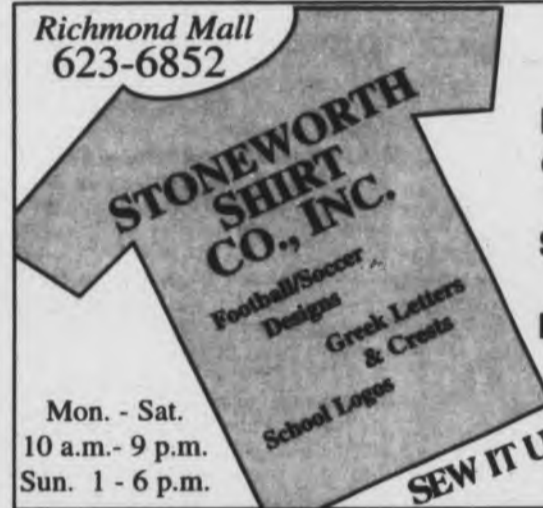 Richmond Mall
623-6852
STONEWORTH
SHIRT
CO., INC.
Football/Soccer
Designs
Greek Letters
& Crests
School Logos
Mon. - Sat.
10 a.m.- 9 p.m.
Sun. 1 - 6 p.m.
SEW IT